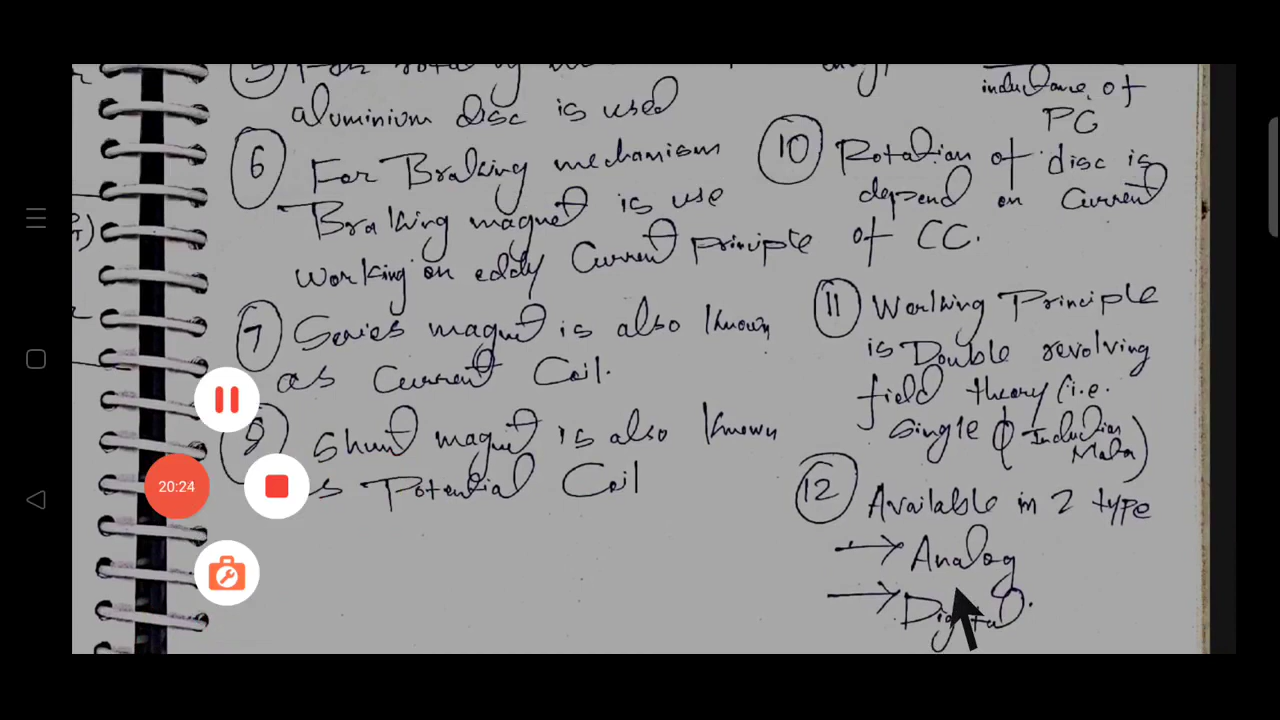 aluminium disc is used
6 For Braking mechanism
Braking magnet is use
working on eddy Current principle
7 Series magnet is also known
as Current Coil.
8 Shunt magnet is also known
Potential Coil
inductance of
PC
10 Rotation of disc is
depend on Current
of CC.
11 Working Principle
is Double revolving
field theory (i.e.
single ϕ Induction
Motor)
12 Available in 2 type
→ Analog
→ Digital
20:24